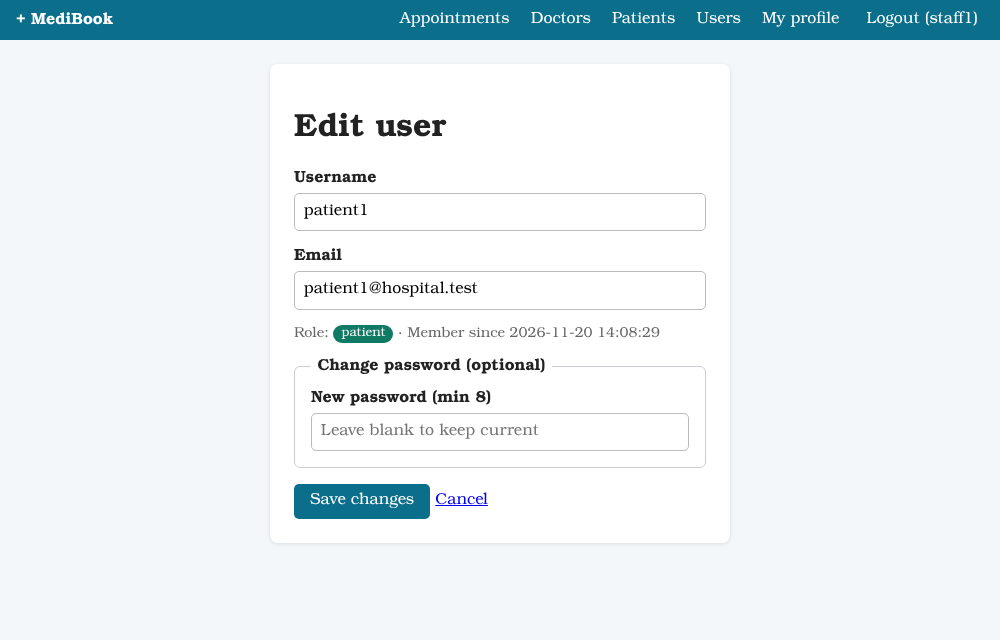 + MediBook Appointments Doctors Patients Users My profile Logout (staff1)
Edit user
Username
patient1
Email
patient1@hospital.test
Role: patient · Member since 2026-11-20 14:08:29
Change password (optional)
New password (min 8)
Leave blank to keep current
Save changes Cancel